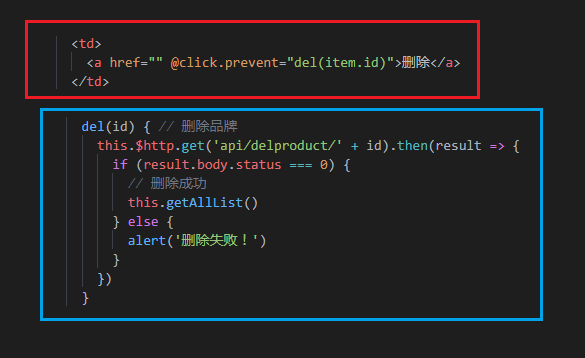 <td>
<a href="" @click.prevent="del(item.id)">删除</a>
</td>
del(id) { // 删除品牌
this.$http.get('api/delproduct/' + id).then(result => {
if (result.body.status === 0) {
// 删除成功
this.getAllList()
} else {
alert('删除失败！')
}
})
}